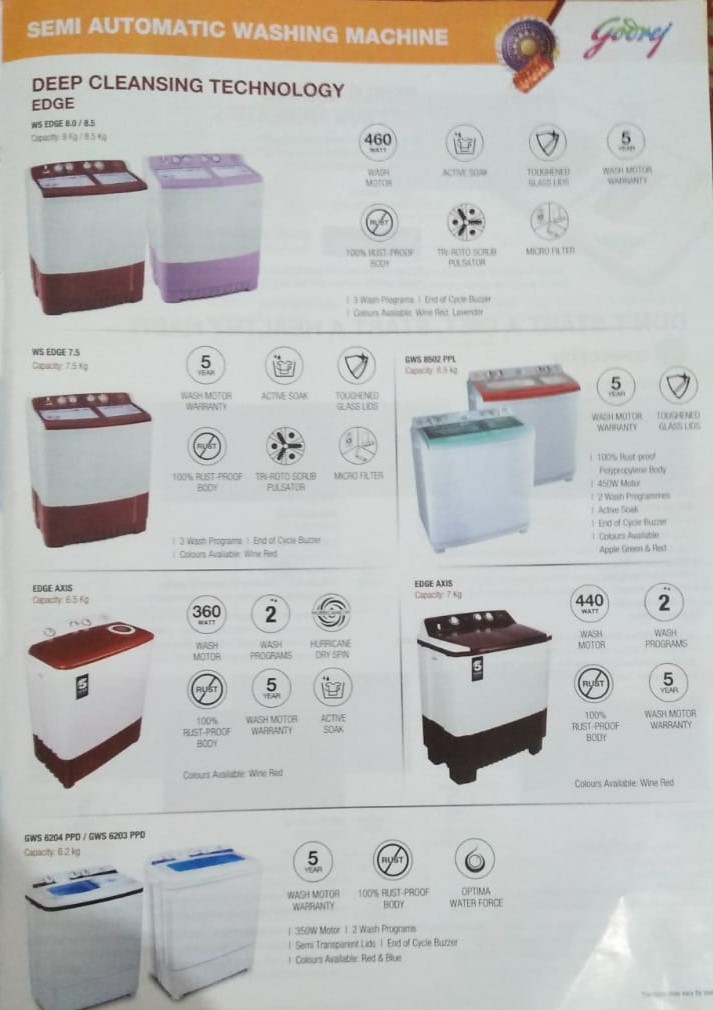 SEMI AUTOMATIC WASHING MACHINE
Godrej
DEEP CLEANSING TECHNOLOGY
EDGE
WS EDGE 8.0 / 8.5
Capacity: 8 Kg / 8.5 Kg
460
WATT
WASH
MOTOR
ACTIVE SOAK
TOUGHENED
GLASS LIDS
5
YEAR
WASH MOTOR
WARRANTY
RUST
100% RUST-PROOF
BODY
TRI-ROTO SCRUB
PULSATOR
MICRO FILTER
| 3 Wash Programs | End of Cycle Buzzer
| Colours Available: Wine Red, Lavender
WS EDGE 7.5
Capacity: 7.5 Kg
5
YEAR
WASH MOTOR
WARRANTY
ACTIVE SOAK
TOUGHENED
GLASS LIDS
RUST
100% RUST-PROOF
BODY
TRI-ROTO SCRUB
PULSATOR
MICRO FILTER
| 3 Wash Programs | End of Cycle Buzzer
| Colours Available: Wine Red
GWS 8502 PPL
Capacity: 8.5 kg
5
YEAR
WASH MOTOR
WARRANTY
TOUGHENED
GLASS LIDS
| 100% Rust-proof
Polypropylene Body
| 450W Motor
| 2 Wash Programmes
| Active Soak
| End of Cycle Buzzer
| Colours Available:
Apple Green & Red
EDGE AXIS
Capacity: 6.5 Kg
360
WATT
WASH
MOTOR
2
WASH
PROGRAMS
HURRICANE
DRY SPIN
RUST
100%
RUST-PROOF
BODY
5
YEAR
WASH MOTOR
WARRANTY
ACTIVE
SOAK
5
Colours Available: Wine Red
EDGE AXIS
Capacity: 7 Kg
440
WATT
WASH
MOTOR
2
WASH
PROGRAMS
RUST
100%
RUST-PROOF
BODY
5
YEAR
WASH MOTOR
WARRANTY
5
Colours Available: Wine Red
GWS 6204 PPD / GWS 6203 PPD
Capacity: 6.2 kg
5
YEAR
WASH MOTOR
WARRANTY
RUST
100% RUST-PROOF
BODY
OPTIMA
WATER FORCE
| 350W Motor | 2 Wash Programs
| Semi Transparent Lids | End of Cycle Buzzer
| Colours Available: Red & Blue